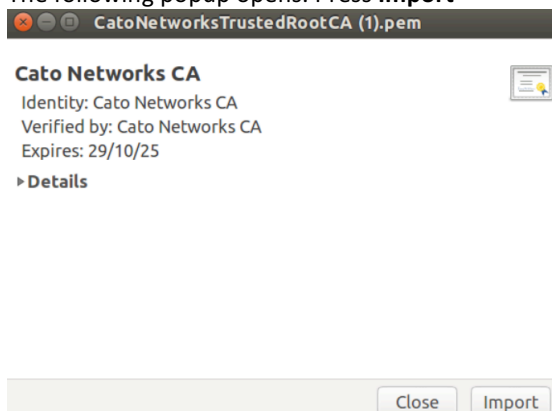 The following popup opens. Press Import
CatoNetworksTrustedRootCA (1).pem
Cato Networks CA
Identity: Cato Networks CA
Verified by: Cato Networks CA
Expires: 29/10/25
Details
Close Import